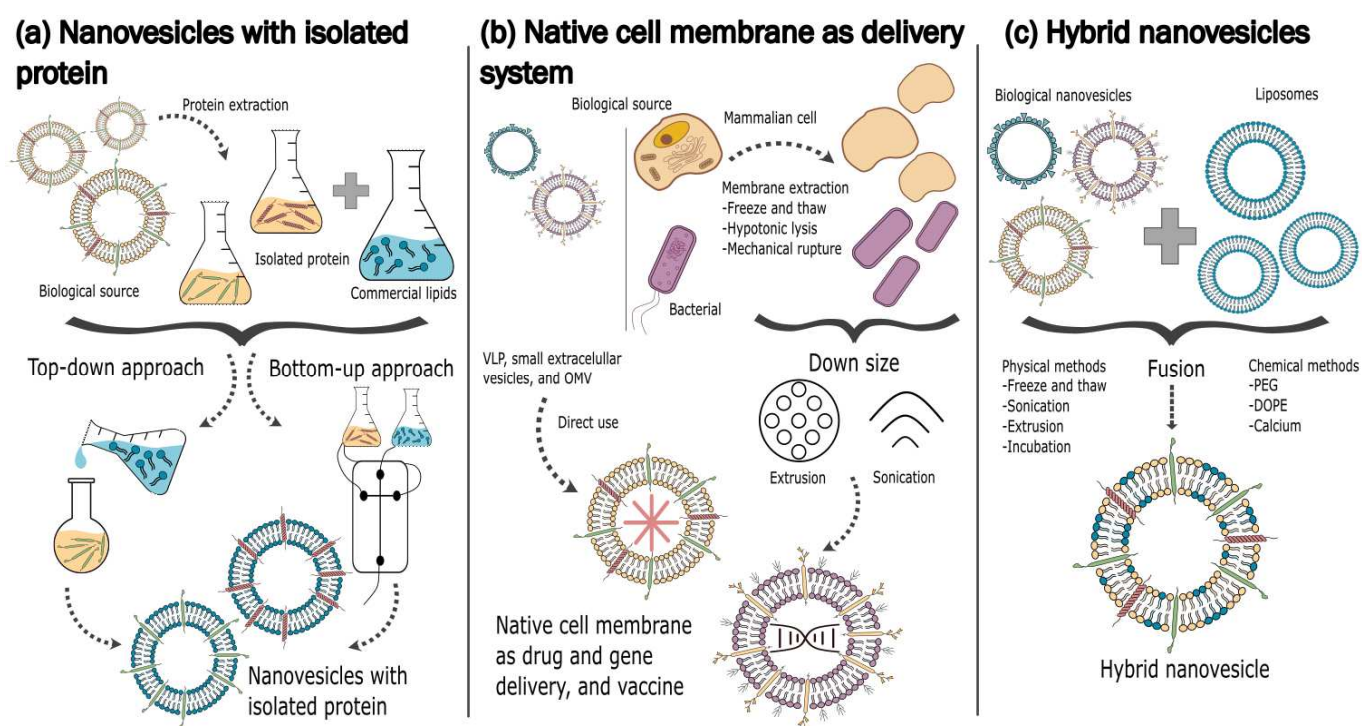 (a) Nanovesicles with isolated
protein
Protein extraction
Isolated protein
Biological source
Commercial lipids
Top-down approach
Bottom-up approach
Nanovesicles with
isolated protein
(b) Native cell membrane as delivery
system
Biological source
Mammalian cell
Membrane extraction
-Freeze and thaw
-Hypotonic lysis
-Mechanical rupture
Bacterial
VLP, small extracelullar
vesicles, and OMV
Direct use
Down size
Extrusion
Sonication
Native cell membrane
as drug and gene
delivery, and vaccine
(c) Hybrid nanovesicles
Biological nanovesicles
Liposomes
Physical methods
-Freeze and thaw
-Sonication
-Extrusion
-Incubation
Fusion
Chemical methods
-PEG
-DOPE
-Calcium
Hybrid nanovesicle